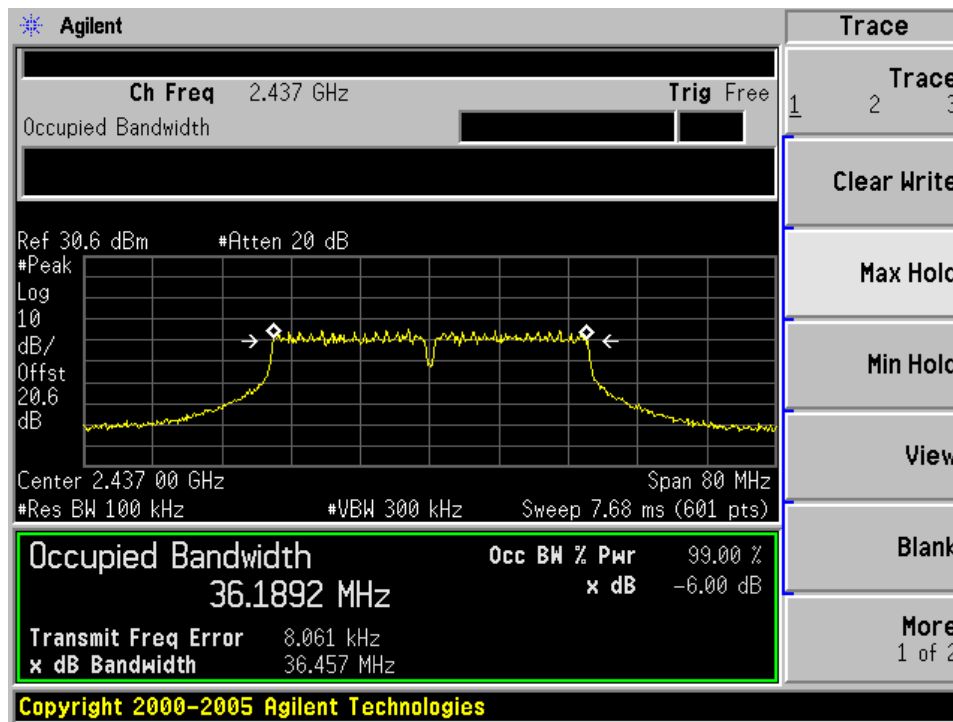 Agilent
Trace
Ch Freq 2.437 GHz Trig Free
Occupied Bandwidth
Trace
1 2 3
Clear Write
Ref 30.6 dBm #Atten 20 dB
#Peak
Log
10
dB/
Offst
20.6
dB
Max Hold
Min Hold
Center 2.437 00 GHz Span 80 MHz
#Res BW 100 kHz #VBW 300 kHz Sweep 7.68 ms (601 pts)
View
Occupied Bandwidth
36.1892 MHz
Occ BW % Pwr 99.00 %
x dB -6.00 dB
Transmit Freq Error 8.061 kHz
x dB Bandwidth 36.457 MHz
Blank
More
1 of 2
Copyright 2000-2005 Agilent Technologies